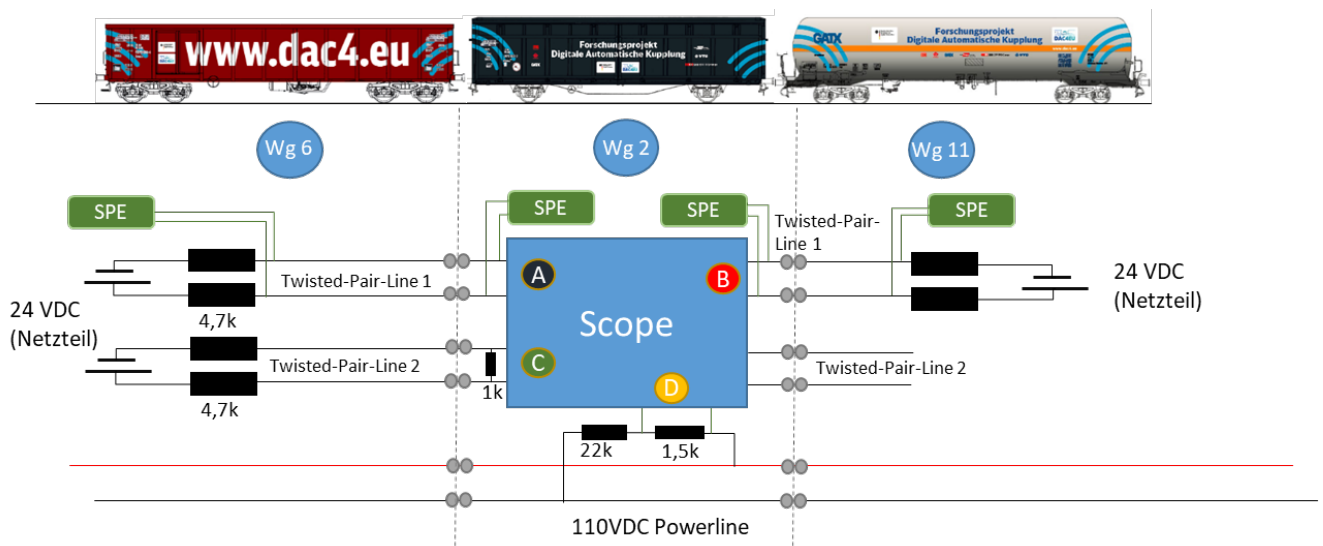 www.dac4.eu
Forschungsprojekt
Digitale Automatische Kupplung
GATX
Forschungsprojekt
Digitale Automatische Kupplung
DAC4EU
Wg 6
Wg 2
Wg 11
SPE
SPE
SPE
SPE
Twisted-Pair-
Line 1
24 VDC
(Netzteil)
4,7k
Twisted-Pair-Line 1
A
B
Scope
24 VDC
(Netzteil)
4,7k
Twisted-Pair-Line 2
1k
C
D
Twisted-Pair-Line 2
22k
1,5k
110VDC Powerline